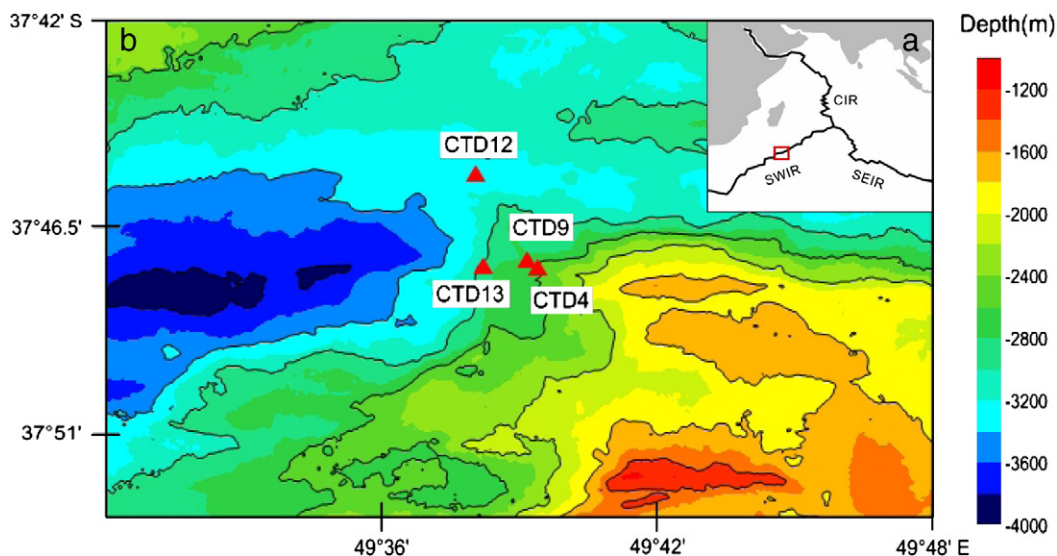 37°42' S
b
a
Depth(m)
CIR
SWIR
SEIR
CTD12
37°46.5'
CTD9
CTD13
CTD4
37°51'
49°36'
49°42'
49°48' E
-1200
-1600
-2000
-2400
-2800
-3200
-3600
-4000